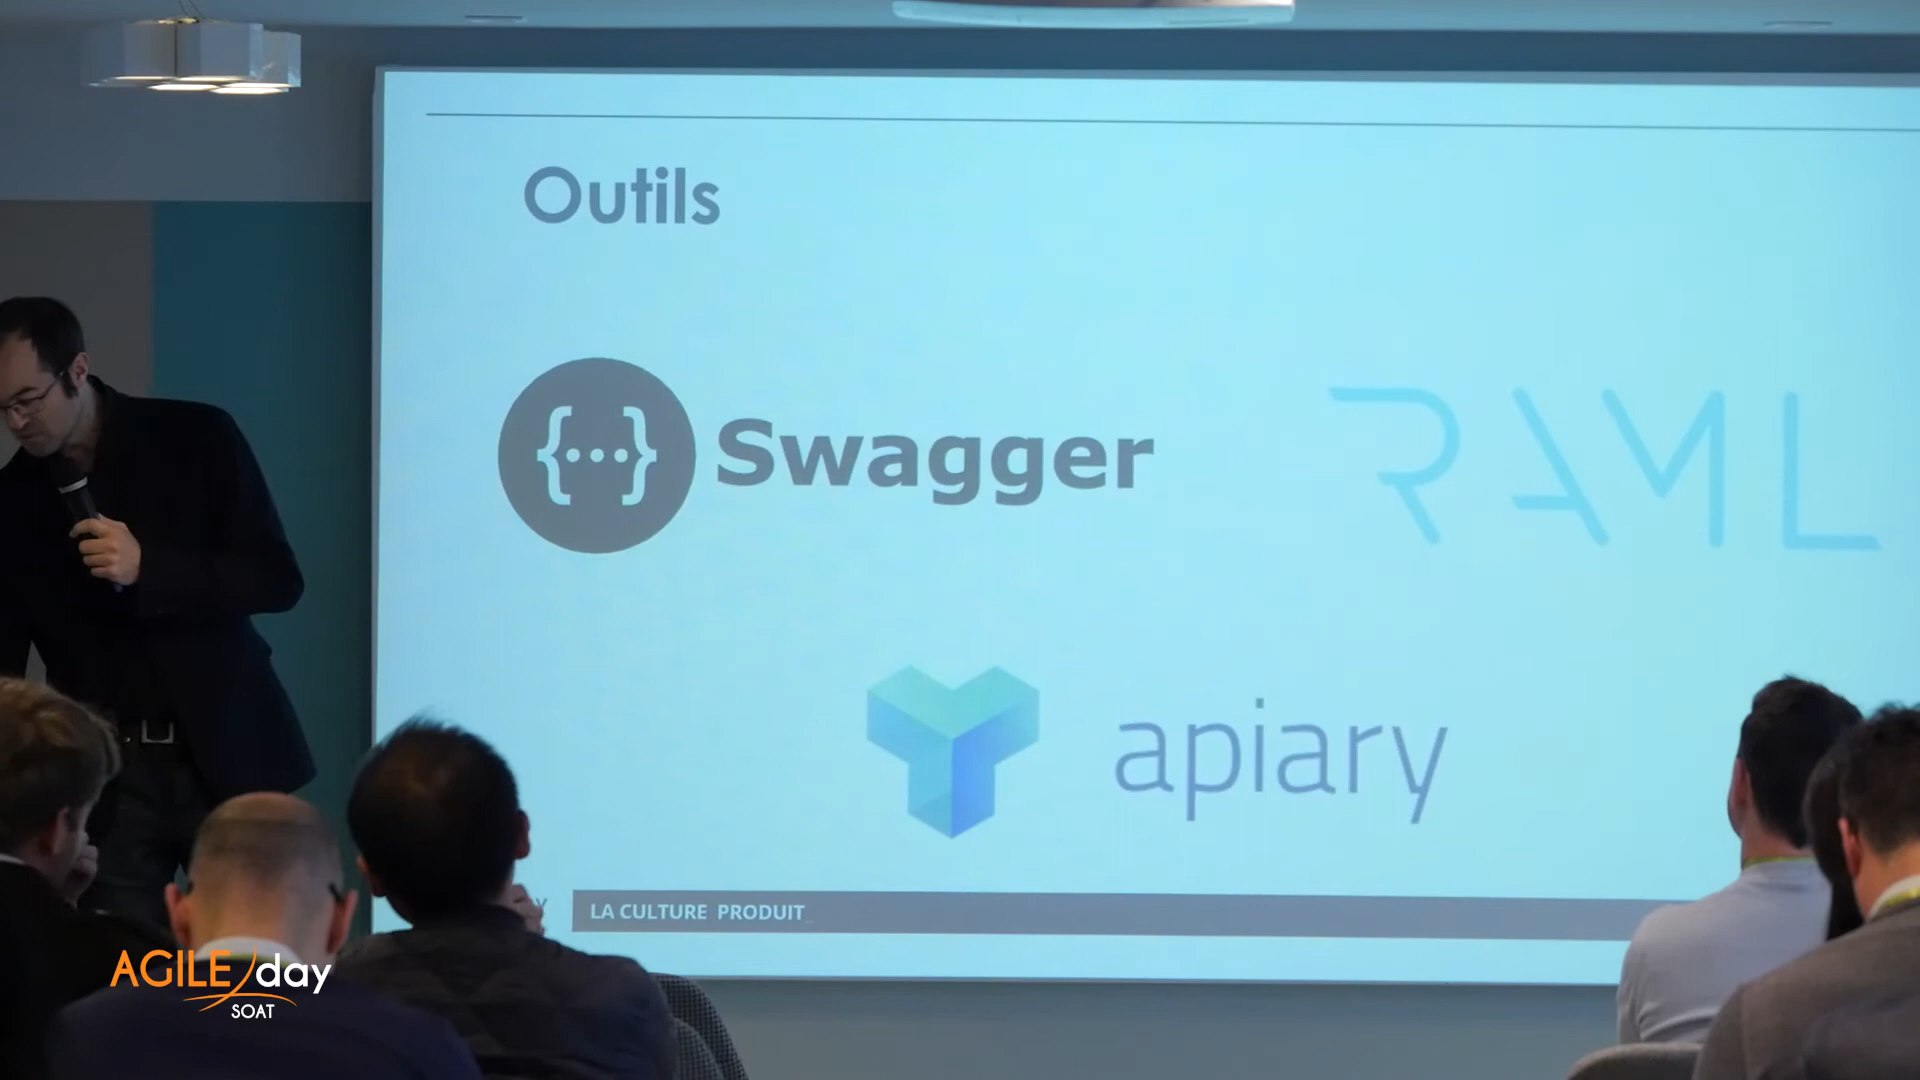 Outils
{...} Swagger
RAML
apiary
Y
LA CULTURE PRODUIT
AGILE day
SOAT